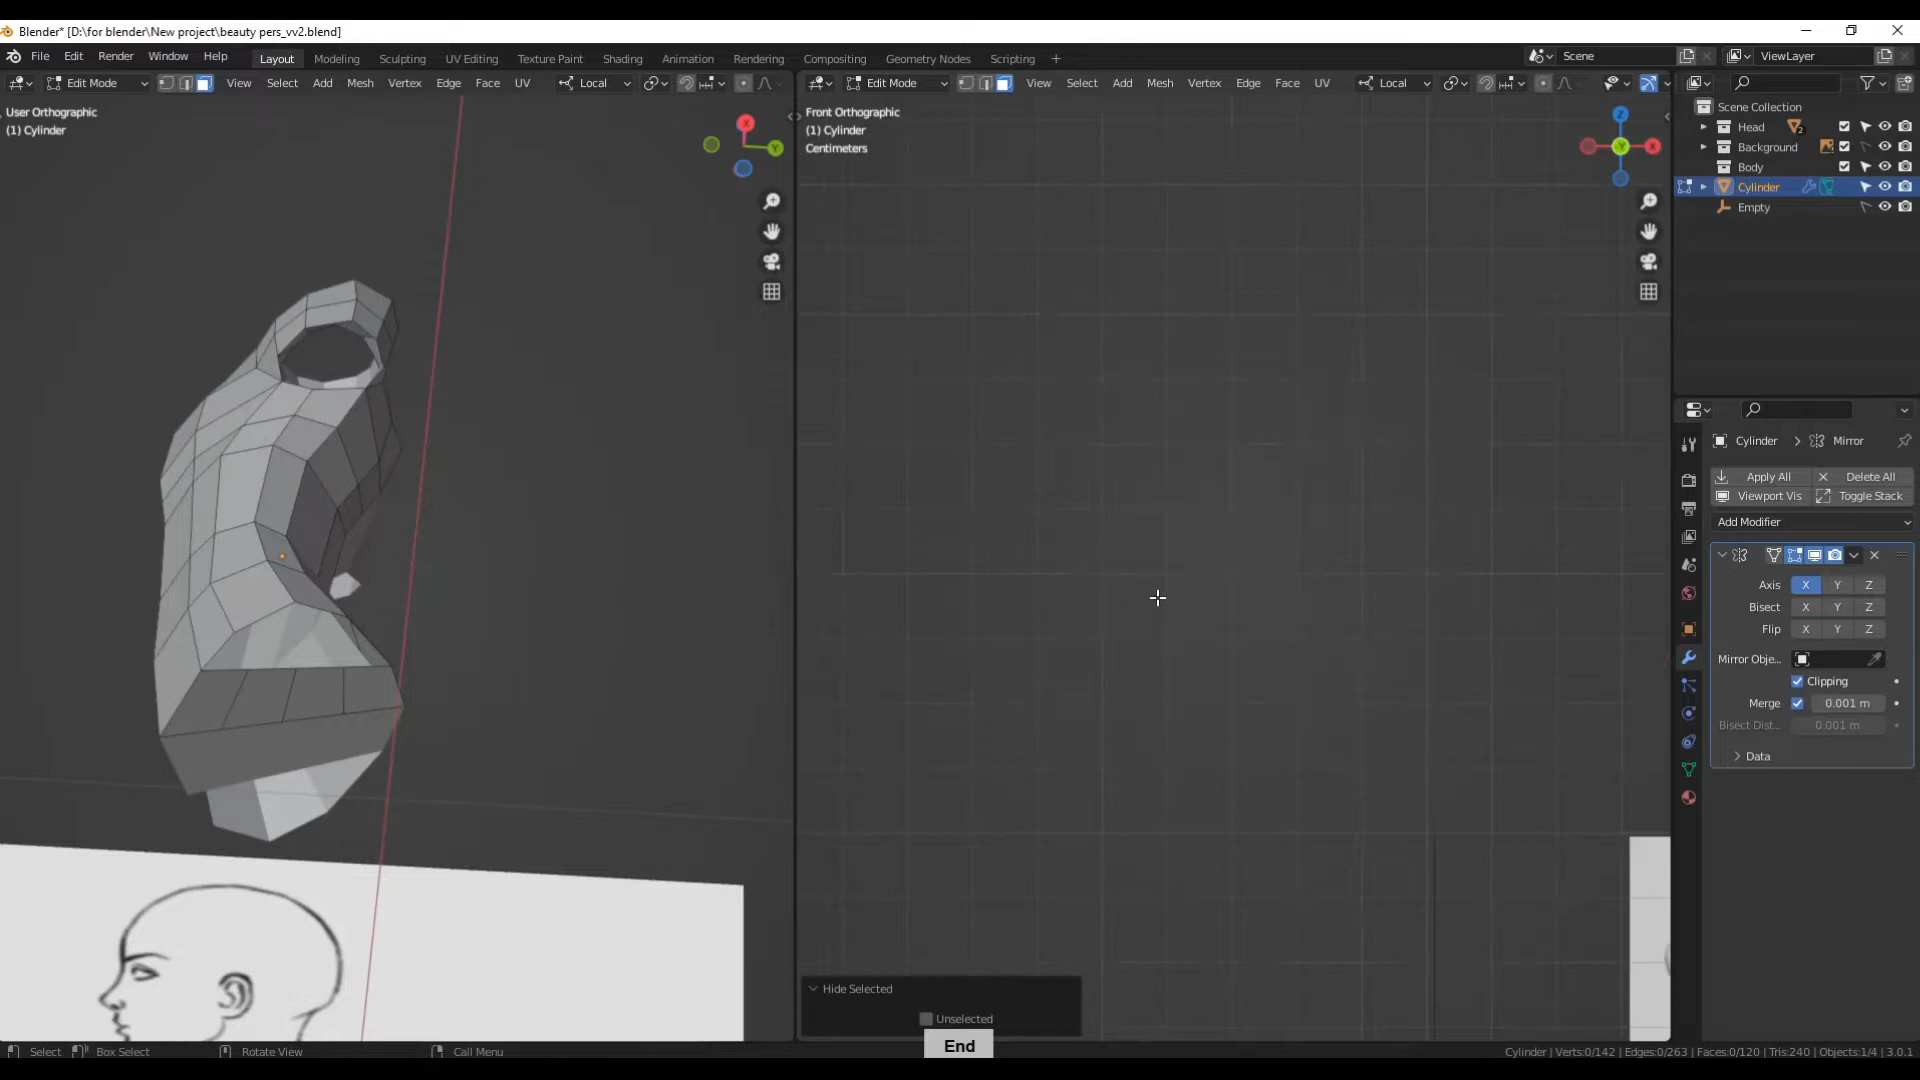 Blender* [D:\for blender\New project\beauty pers_vv2.blend]
File Edit Render Window Help Layout Modeling Sculpting UV Editing Texture Paint Shading Animation Rendering Compositing Geometry Nodes Scripting + Scene ViewLayer
Edit Mode View Select Add Mesh Vertex Edge Face UV Local Edit Mode View Select Add Mesh Vertex Edge Face UV Local
User Orthographic
(1) Cylinder
X
Y
Front Orthographic
(1) Cylinder
Centimeters
Z
Y
X
Scene Collection
Head 2
Background
Body
Cylinder
Empty
Cylinder > Mirror
Apply All Delete All
Viewport Vis Toggle Stack
Add Modifier
Axis X Y Z
Bisect X Y Z
Flip X Y Z
Mirror Obje...
Clipping
Merge 0.001 m
Bisect Dist... 0.001 m
Data
Hide Selected
Unselected
End
Select Box Select Rotate View Call Menu Cylinder | Verts:0/142 | Edges:0/263 | Faces:0/120 | Tris:240 | Objects:1/4 | 3.0.1